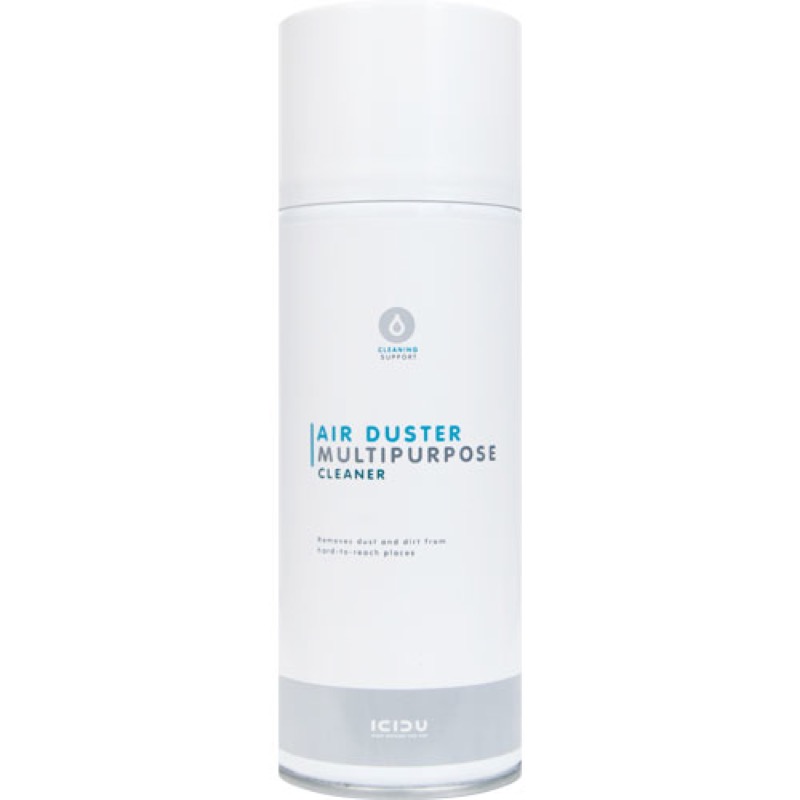 CLEANING
SUPPORT
AIR DUSTER
MULTIPURPOSE
CLEANER
Removes dust and dirt from
hard-to-reach places
ICIDU